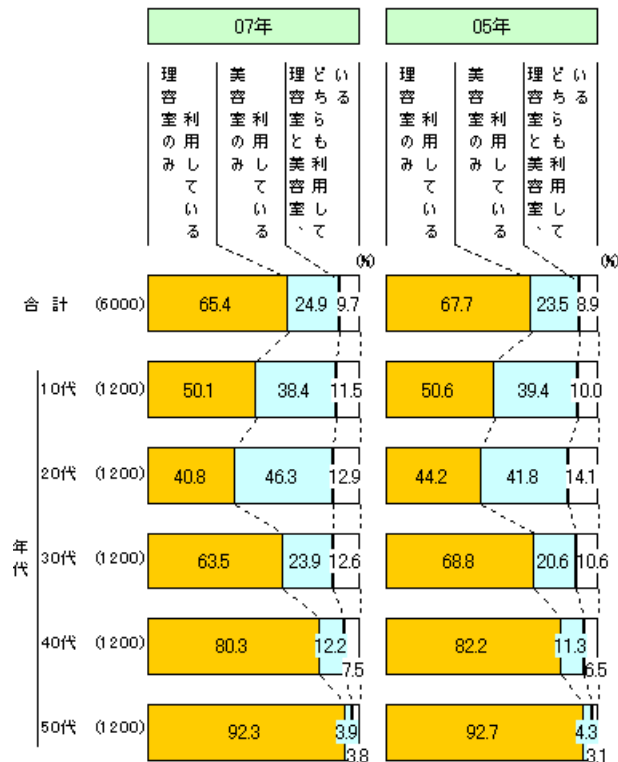 07年 05年
理容室のみ利用している
美容室のみ利用している
理容室と美容室、どちらも利用している
理容室のみ利用している
美容室のみ利用している
理容室と美容室、どちらも利用している
(%) (%)
合計 (6000) 65.4 24.9 9.7 67.7 23.5 8.9
年代
10代 (1200) 50.1 38.4 11.5 50.6 39.4 10.0
20代 (1200) 40.8 46.3 12.9 44.2 41.8 14.1
30代 (1200) 63.5 23.9 12.6 68.8 20.6 10.6
40代 (1200) 80.3 12.2 7.5 82.2 11.3 6.5
50代 (1200) 92.3 3.9 3.8 92.7 4.3 3.1